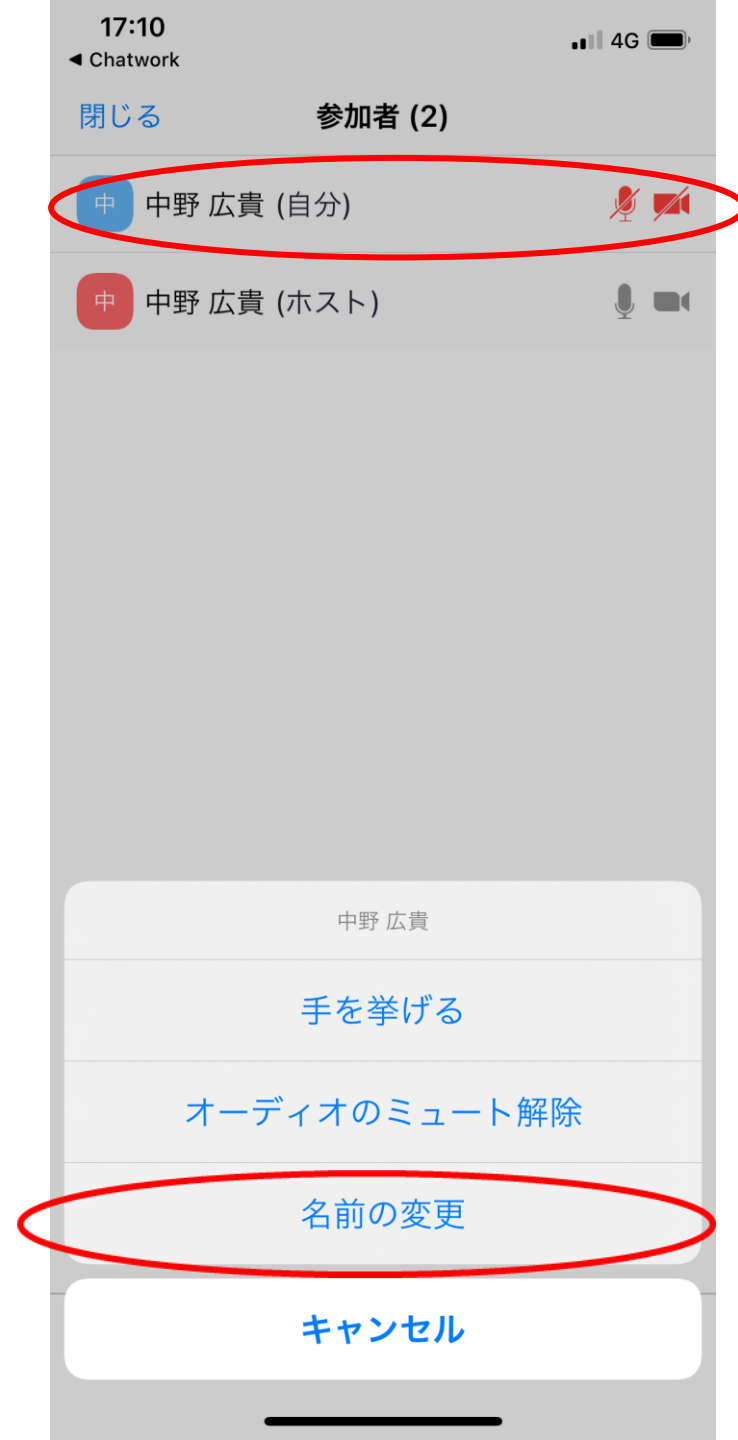 17:10
4G
◀ Chatwork
閉じる
参加者 (2)
中
中野 広貴 (自分)
中
中野 広貴 (ホスト)
中野 広貴
手を挙げる
オーディオのミュート解除
名前の変更
キャンセル